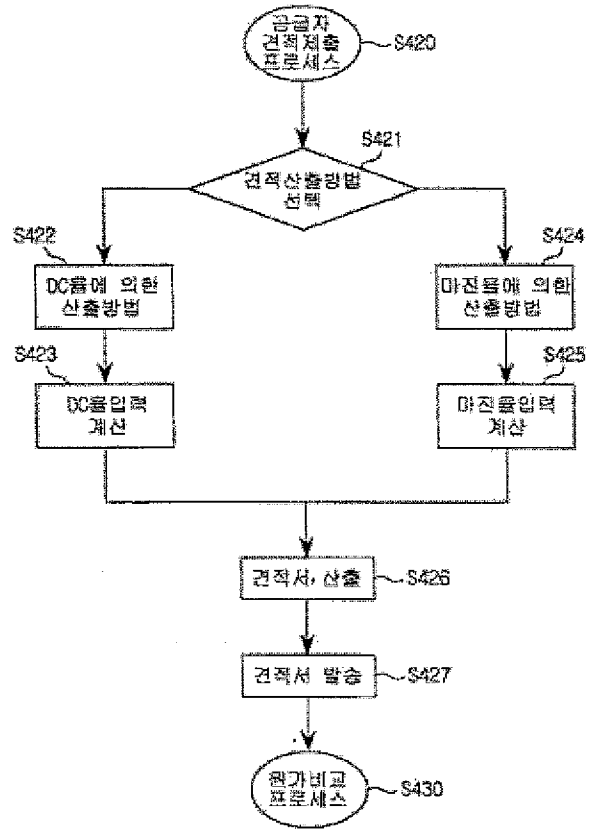 공급자
견적제출
프로세스
S420
S421
견적산출방법
선택
S422
DC율에 의한
산출방법
S424
마진율에 의한
산출방법
S423
DC율입력
계산
S425
마진율입력
계산
견적서, 산출
S426
견적서 발송
S427
원가비교
프로세스
S430